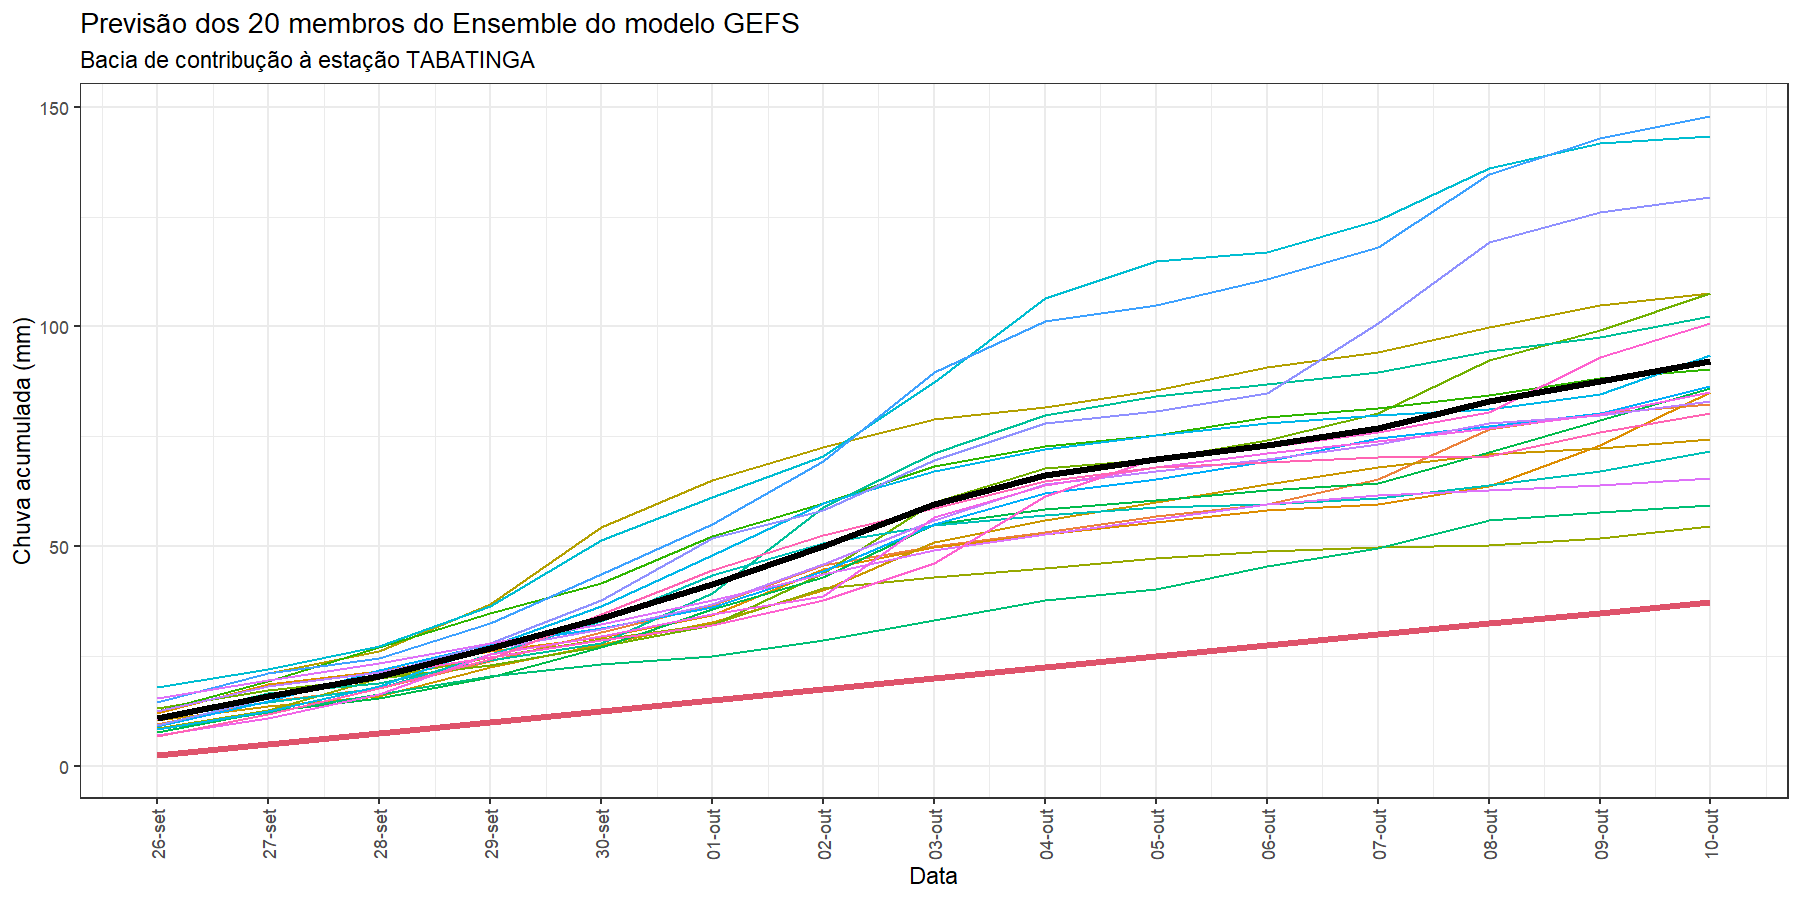 Previsão dos 20 membros do Ensemble do modelo GEFS
Bacia de contribução à estação TABATINGA
Chuva acumulada (mm)
150
100
50
0
26-set
27-set
28-set
29-set
30-set
01-out
02-out
03-out
04-out
05-out
06-out
07-out
08-out
09-out
10-out
Data